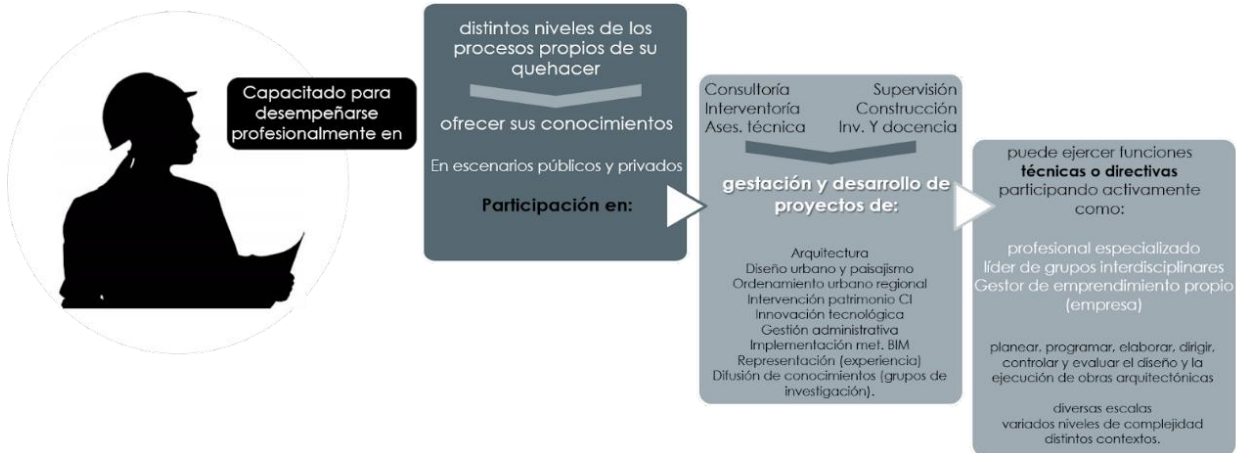 Capacitado para
desempeñarse
profesionalmente en
distintos niveles de los
procesos propios de su
quehacer
ofrecer sus conocimientos
En escenarios públicos y privados
Participación en:
Consultoría
Interventoría
Ases. técnica
Supervisión
Construcción
Inv. Y docencia
gestación y desarrollo de
proyectos de:
Arquitectura
Diseño urbano y paisajismo
Ordenamiento urbano regional
Intervención patrimonio CI
Innovación tecnológica
Gestión administrativa
Implementación met. BIM
Representación (experiencia)
Difusión de conocimientos (grupos de
investigación).
puede ejercer funciones
técnicas o directivas
participando activamente
como:
profesional especializado
líder de grupos interdisciplinares
Gestor de emprendimiento propio
(empresa)
planear, programar, elaborar, dirigir,
controlar y evaluar el diseño y la
ejecución de obras arquitectónicas
diversas escalas
variados niveles de complejidad
distintos contextos.